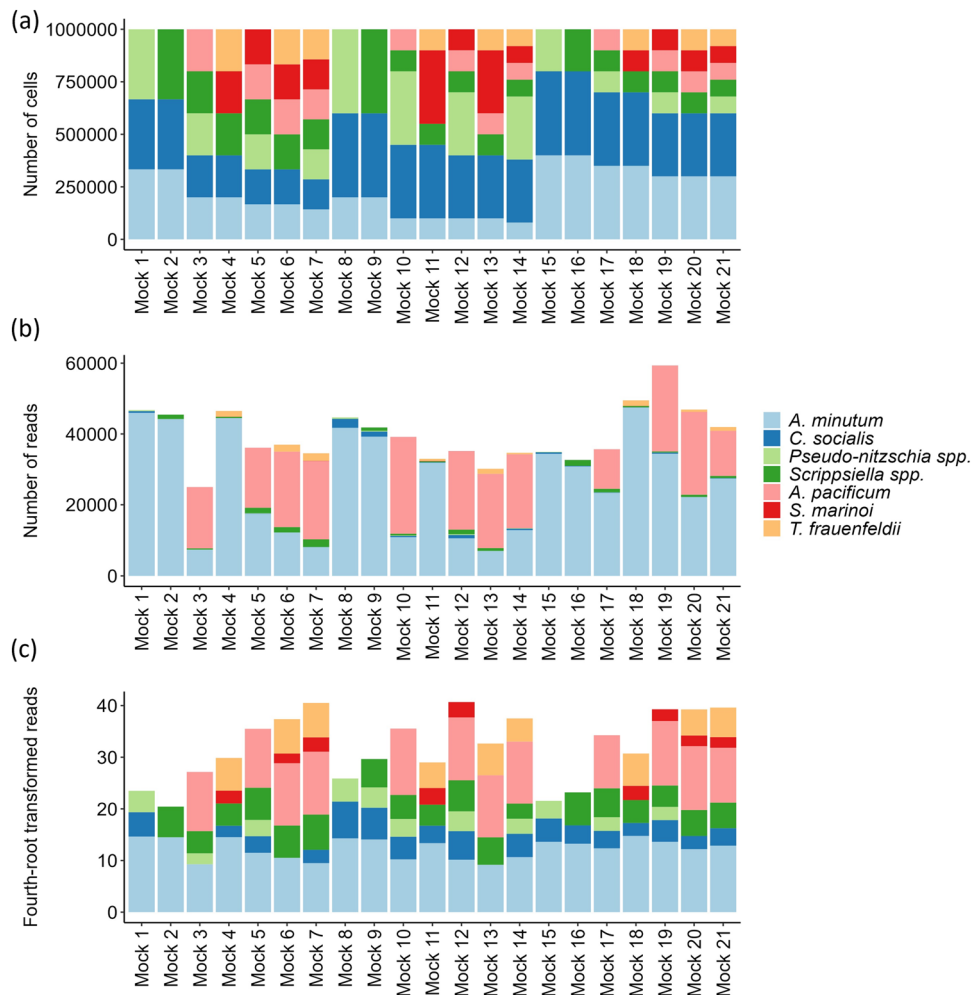 (a)
Number of cells
1000000
750000
500000
250000
0
Mock 1
Mock 2
Mock 3
Mock 4
Mock 5
Mock 6
Mock 7
Mock 8
Mock 9
Mock 10
Mock 11
Mock 12
Mock 13
Mock 14
Mock 15
Mock 16
Mock 17
Mock 18
Mock 19
Mock 20
Mock 21
(b)
Number of reads
60000
40000
20000
0
Mock 1
Mock 2
Mock 3
Mock 4
Mock 5
Mock 6
Mock 7
Mock 8
Mock 9
Mock 10
Mock 11
Mock 12
Mock 13
Mock 14
Mock 15
Mock 16
Mock 17
Mock 18
Mock 19
Mock 20
Mock 21
A. minutum
C. socialis
Pseudo-nitzschia spp.
Scrippsiella spp.
A. pacificum
S. marinoi
T. frauenfeldii
(c)
Fourth-root transformed reads
40
30
20
10
0
Mock 1
Mock 2
Mock 3
Mock 4
Mock 5
Mock 6
Mock 7
Mock 8
Mock 9
Mock 10
Mock 11
Mock 12
Mock 13
Mock 14
Mock 15
Mock 16
Mock 17
Mock 18
Mock 19
Mock 20
Mock 21